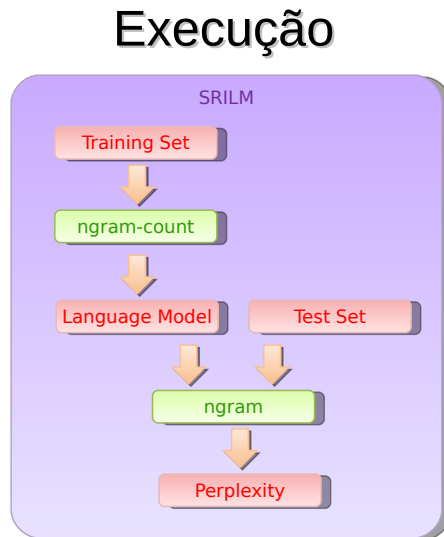 Execução
SRILM
Training Set
ngram-count
Language Model
Test Set
ngram
Perplexity